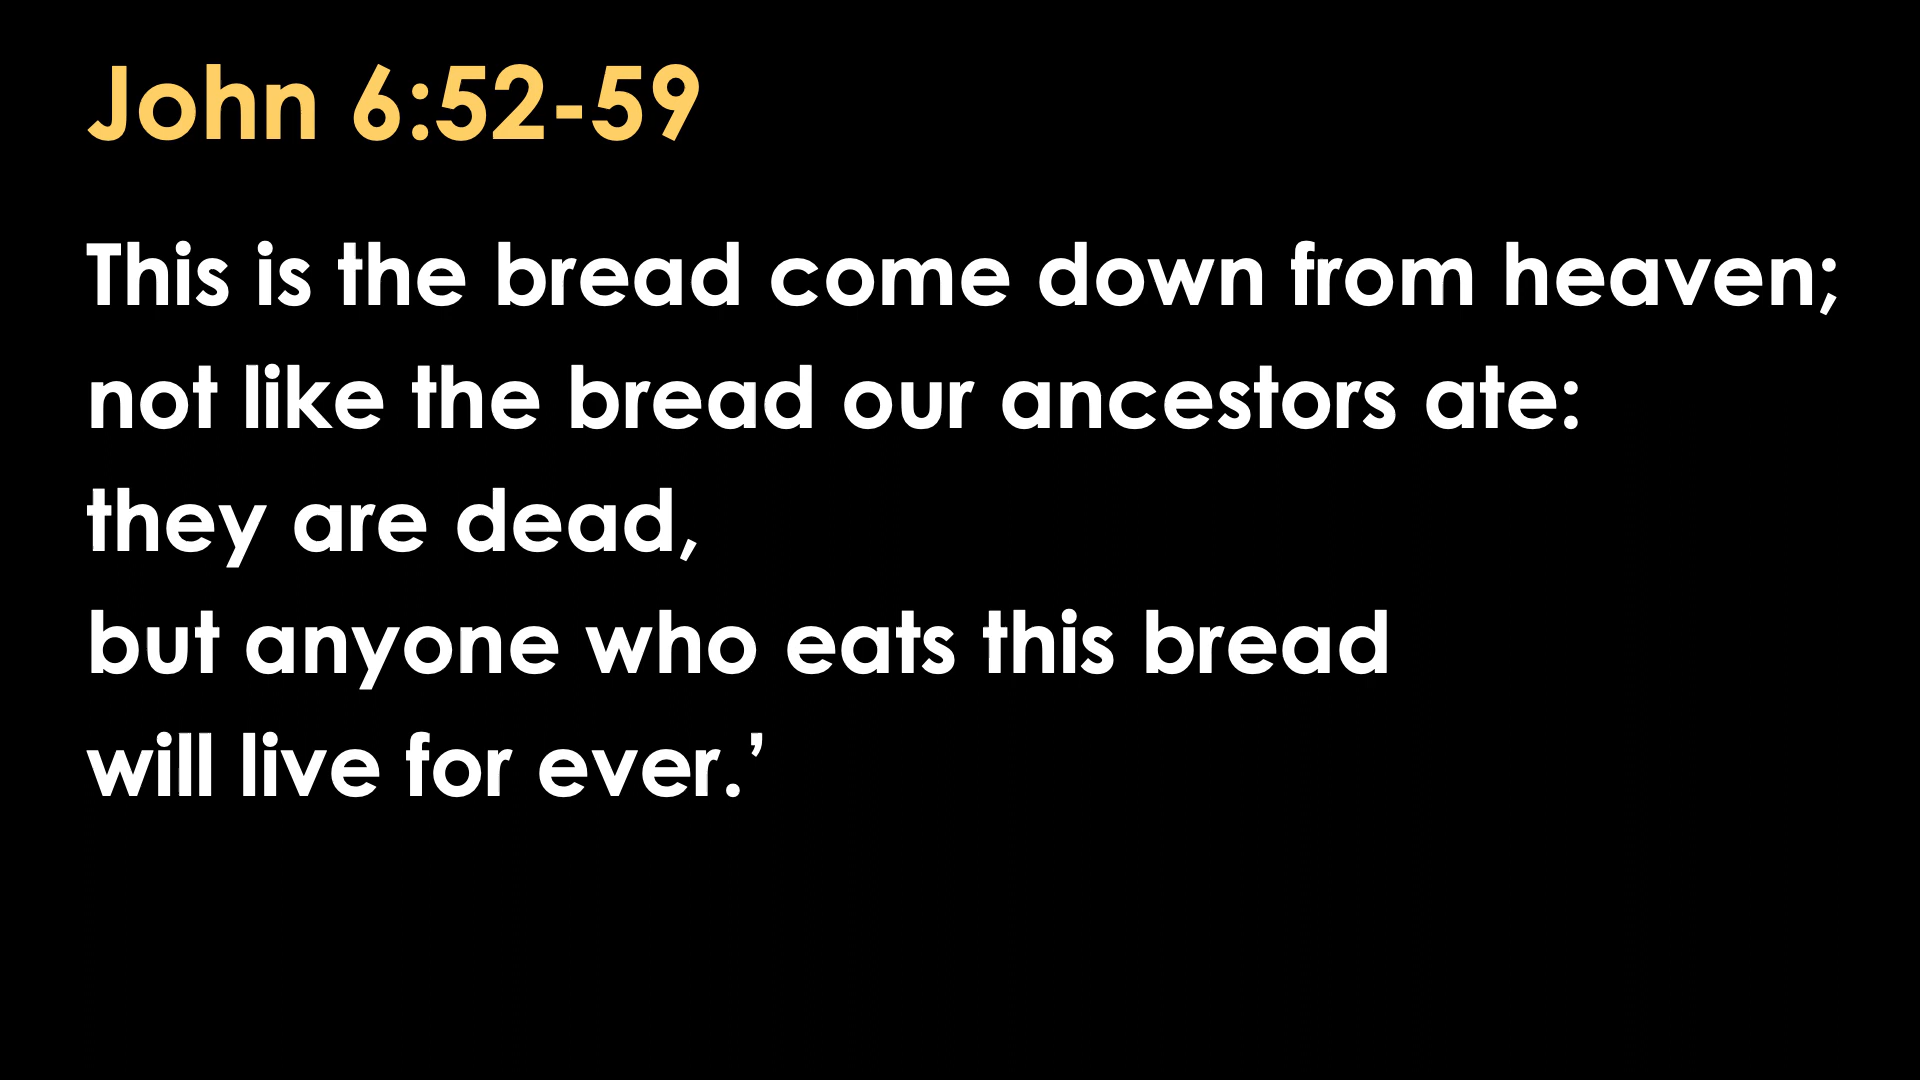 John 6:52-59
This is the bread come down from heaven;
not like the bread our ancestors ate:
they are dead,
but anyone who eats this bread
will live for ever.’